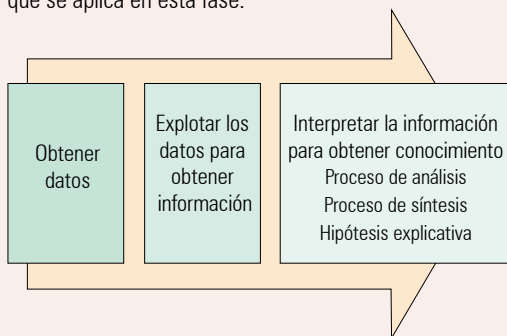 que se aplica en esta fase.
Obtener
datos
Explotar los
datos para
obtener
información
Interpretar la información
para obtener conocimiento
Proceso de análisis
Proceso de síntesis
Hipótesis explicativa